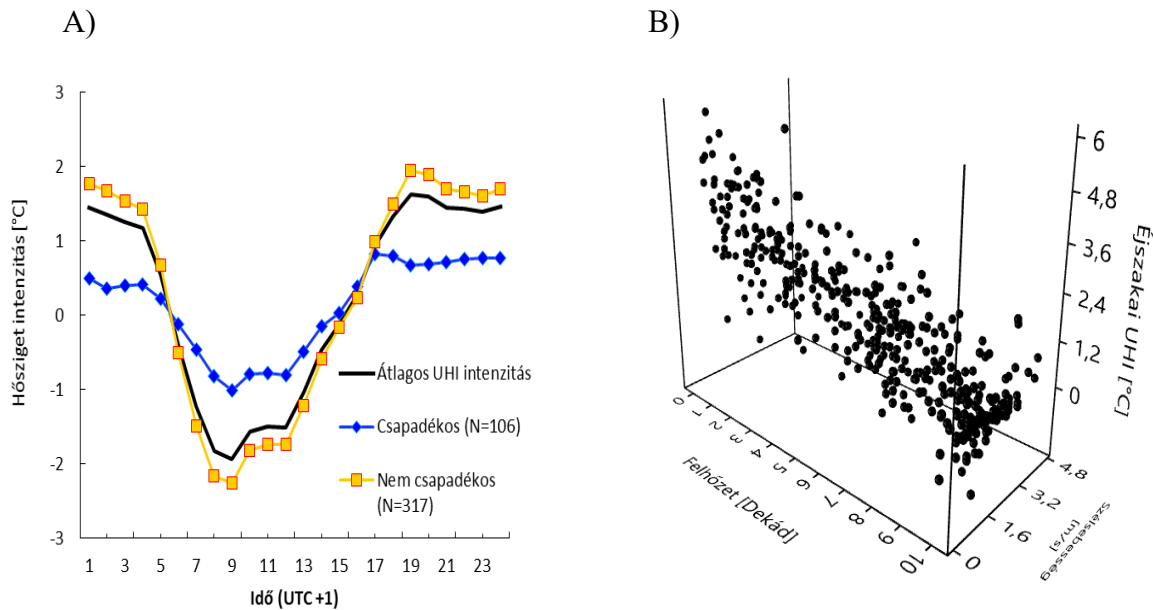 A)
Hősziget intenzitás [°C]
3
2
1
0
-1
-2
-3
Átlagos UHI intenzitás
Csapadékos (N=106)
Nem csapadékos
(N=317)
1 3 5 7 9 11 13 15 17 19 21 23
Idő (UTC +1)
B)
6
4,8
3,6
2,4
1,2
0
Éjszakai UHI [°C]
0 1 2 3 4 5 6 7 8 9 10
Felhőzet [Dekád]
4,8
3,2
1,6
0
Szélsebesség
[m/s]